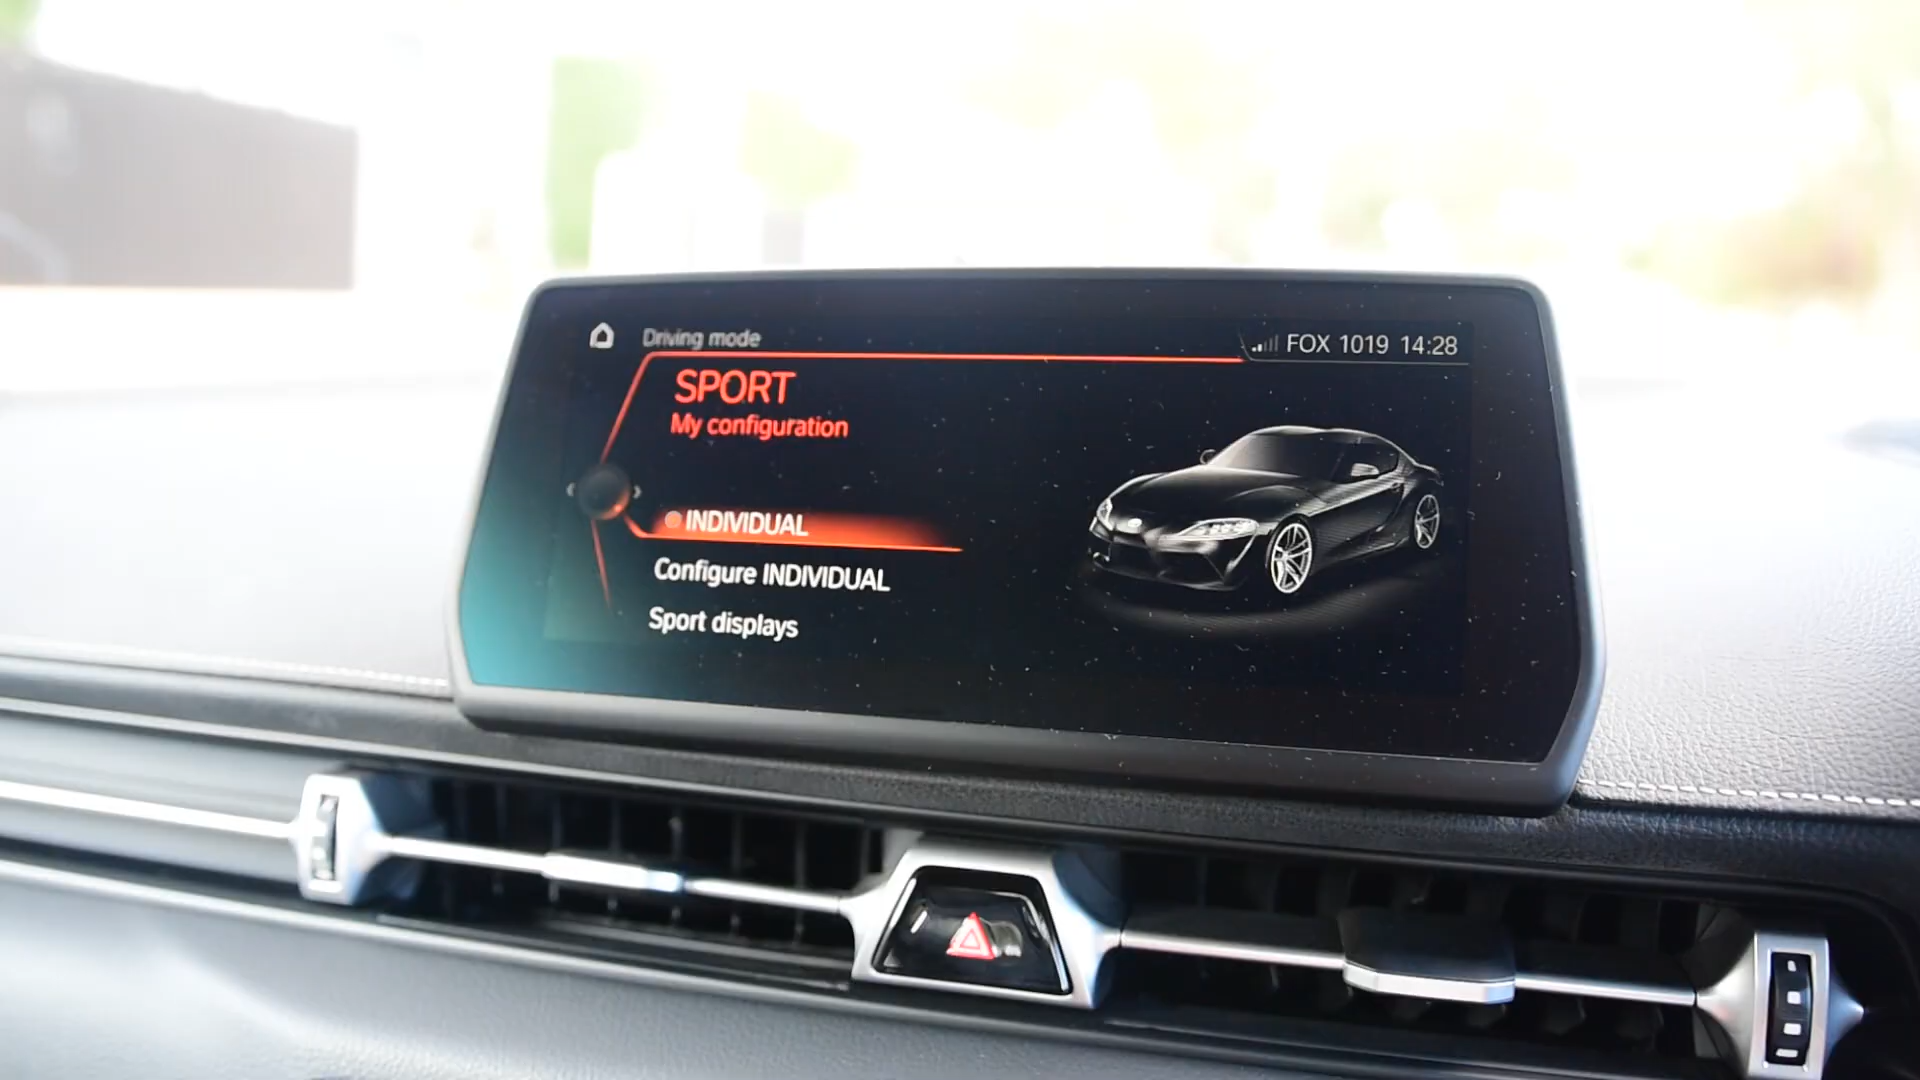 Driving mode
FOX 1019 14:28
SPORT
My configuration
INDIVIDUAL
Configure INDIVIDUAL
Sport displays